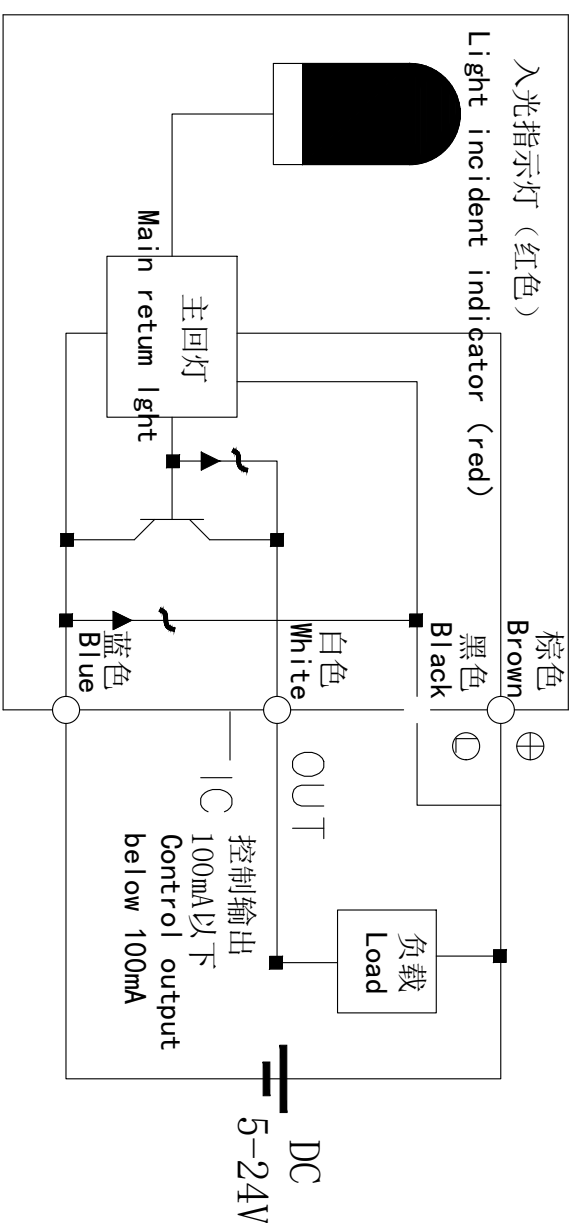 入光指示灯（红色）
Light incident indicator (red)
主回灯
Main retum lght
棕色
Brown
黑色
Black
L
白色
White
蓝色
Blue
OUT
IC
控制输出
100mA以下
Control output
below 100mA
负载
Load
DC
5-24V